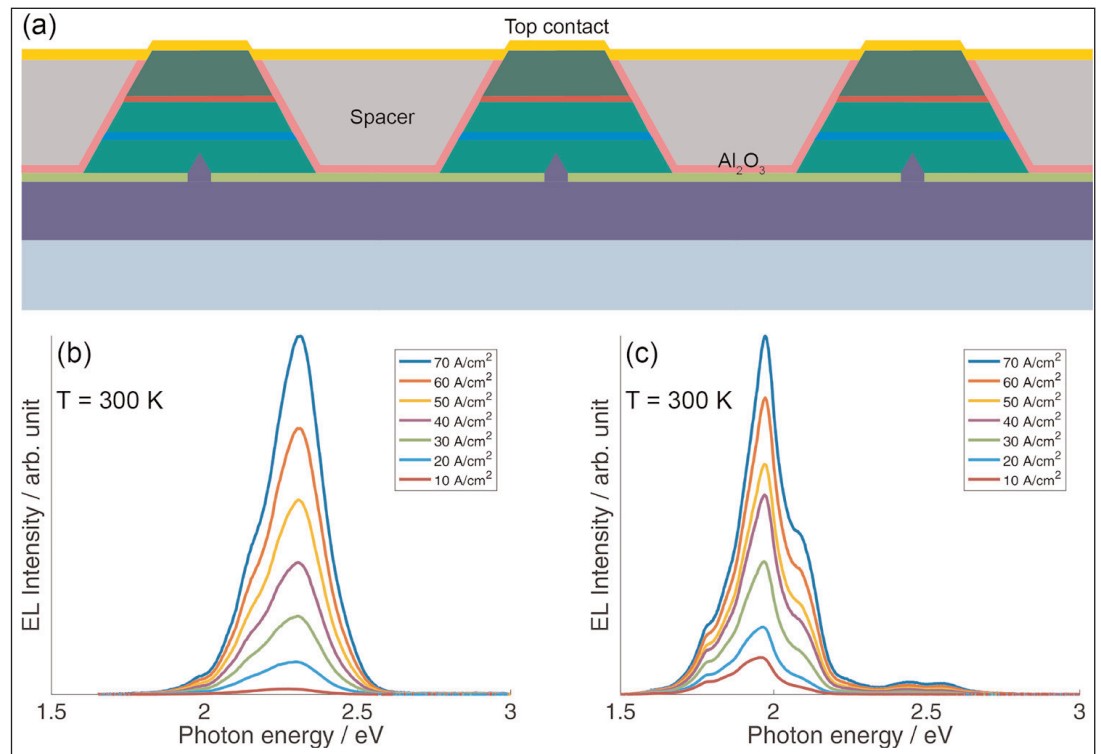 (a)
Top contact
Spacer
Al₂O₃
(b)
T = 300 K
70 A/cm²
60 A/cm²
50 A/cm²
40 A/cm²
30 A/cm²
20 A/cm²
10 A/cm²
EL Intensity / arb. unit
1.5 2 2.5 3
Photon energy / eV
(c)
T = 300 K
70 A/cm²
60 A/cm²
50 A/cm²
40 A/cm²
30 A/cm²
20 A/cm²
10 A/cm²
EL Intensity / arb. unit
1.5 2 2.5 3
Photon energy / eV